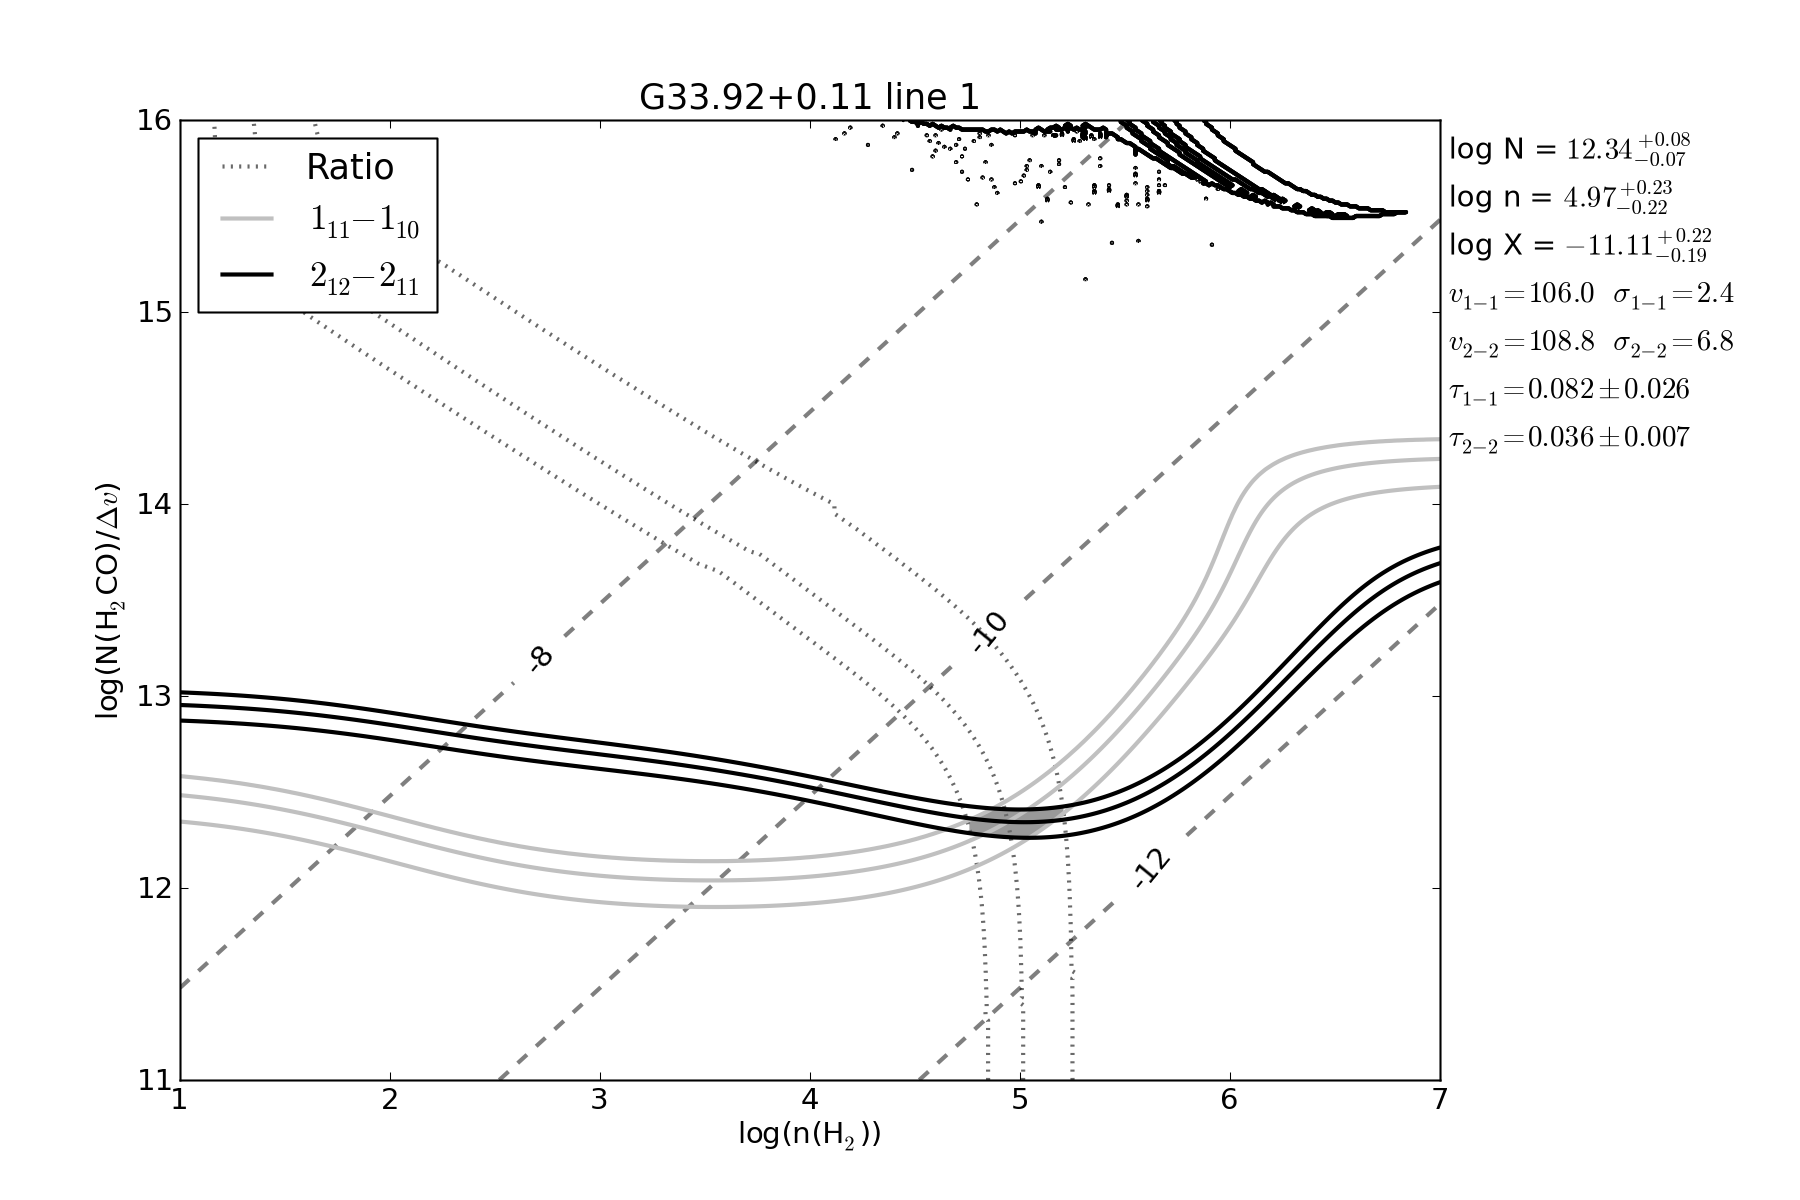 G33.92+0.11 line 1
16
15
14
13
12
11
log(N(H₂CO)/Δv)
Ratio
1₁₁−1₁₀
2₁₂−2₁₁
-8
-10
-12
1 2 3 4 5 6 7
log(n(H₂))
log N = 12.34 +0.08 −0.07
log n = 4.97 +0.23 −0.22
log X = −11.11 +0.22 −0.19
v₁₋₁=106.0 σ₁₋₁=2.4
v₂₋₂=108.8 σ₂₋₂=6.8
τ₁₋₁=0.082±0.026
τ₂₋₂=0.036±0.007